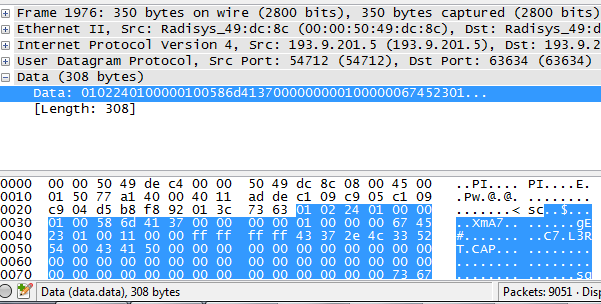 Frame 1976: 350 bytes on wire (2800 bits), 350 bytes captured (2800 bits)
Ethernet II, Src: Radisys_49:dc:8c (00:00:50:49:dc:8c), Dst: Radisys_49:d
Internet Protocol Version 4, Src: 193.9.201.5 (193.9.201.5), Dst: 193.9.2
User Datagram Protocol, Src Port: 54712 (54712), Dst Port: 63634 (63634)
Data (308 bytes)
Data: 0102240100000100586d4137000000000100000067452301...
[Length: 308]
0000 00 00 50 49 de c4 00 00 50 49 dc 8c 08 00 45 00 ..PI.... PI....E.
0010 01 50 77 a1 40 00 40 11 ad de c1 09 c9 05 c1 09 .Pw.@.@. ........
0020 c9 04 d5 b8 f8 92 01 3c 73 63 01 02 24 01 00 00 .......< sc..$...
0030 01 00 58 6d 41 37 00 00 00 00 01 00 00 00 67 45 ..XmA7.. ......gE
0040 23 01 00 11 00 00 ff ff ff ff 43 37 2e 4c 33 52 #....... ..C7.L3R
0050 54 00 43 41 50 00 00 00 00 00 00 00 00 00 00 00 T.CAP... ........
0060 00 00 00 00 00 00 00 00 00 00 00 00 00 00 00 00 ........ ........
0070 00 00 00 00 00 00 00 00 00 00 00 00 00 00 73 67 ........ ......sg
Data (data.data), 308 bytes Packets: 9051 · Disp